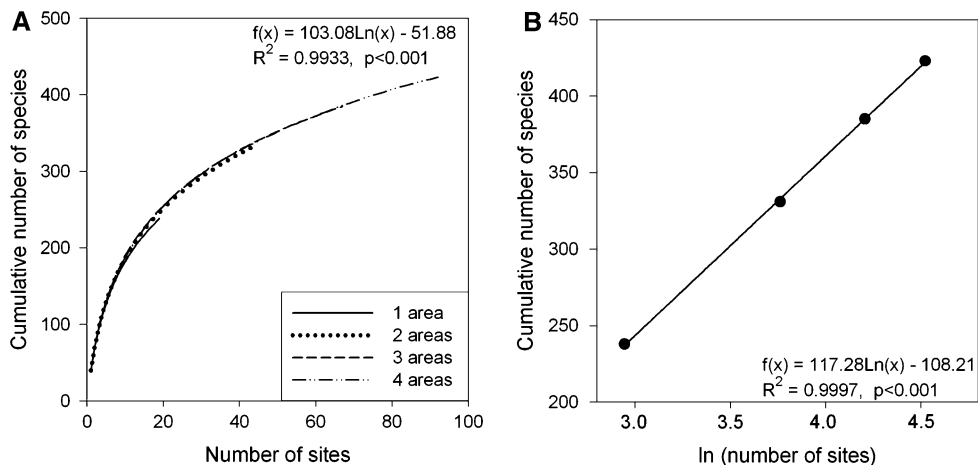 A
f(x) = 103.08Ln(x) - 51.88
R² = 0.9933, p<0.001
Cumulative number of species
500
400
300
200
100
0
0 20 40 60 80 100
Number of sites
1 area
2 areas
3 areas
4 areas
B
Cumulative number of species
450
400
350
300
250
200
3.0 3.5 4.0 4.5
ln (number of sites)
f(x) = 117.28Ln(x) - 108.21
R² = 0.9997, p<0.001